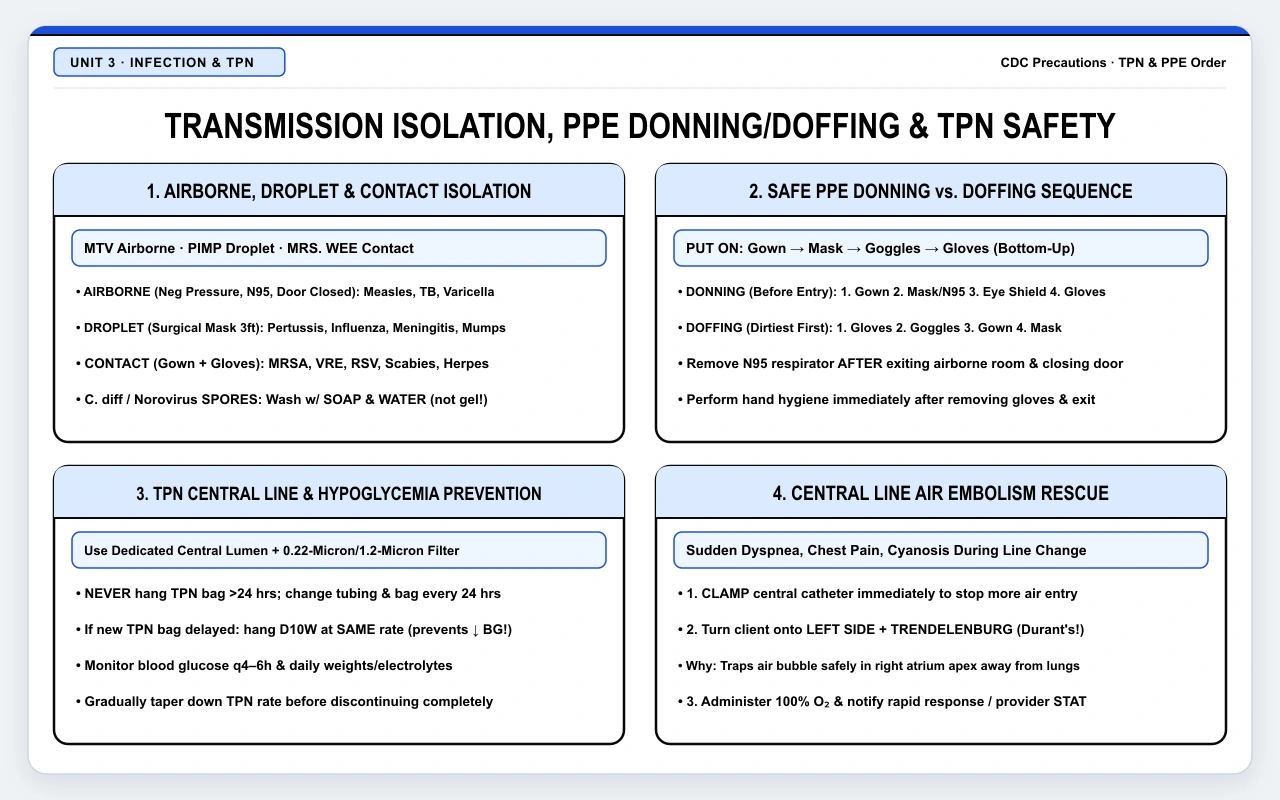 UNIT 3 · INFECTION & TPN
CDC Precautions · TPN & PPE Order
TRANSMISSION ISOLATION, PPE DONNING/DOFFING & TPN SAFETY
1. AIRBORNE, DROPLET & CONTACT ISOLATION
MTV Airborne · PIMP Droplet · MRS. WEE Contact
• AIRBORNE (Neg Pressure, N95, Door Closed): Measles, TB, Varicella
• DROPLET (Surgical Mask 3ft): Pertussis, Influenza, Meningitis, Mumps
• CONTACT (Gown + Gloves): MRSA, VRE, RSV, Scabies, Herpes
• C. diff / Norovirus SPORES: Wash w/ SOAP & WATER (not gel!)
2. SAFE PPE DONNING vs. DOFFING SEQUENCE
PUT ON: Gown → Mask → Goggles → Gloves (Bottom-Up)
• DONNING (Before Entry): 1. Gown 2. Mask/N95 3. Eye Shield 4. Gloves
• DOFFING (Dirtiest First): 1. Gloves 2. Goggles 3. Gown 4. Mask
• Remove N95 respirator AFTER exiting airborne room & closing door
• Perform hand hygiene immediately after removing gloves & exit
3. TPN CENTRAL LINE & HYPOGLYCEMIA PREVENTION
Use Dedicated Central Lumen + 0.22-Micron/1.2-Micron Filter
• NEVER hang TPN bag >24 hrs; change tubing & bag every 24 hrs
• If new TPN bag delayed: hang D10W at SAME rate (prevents ↓ BG!)
• Monitor blood glucose q4–6h & daily weights/electrolytes
• Gradually taper down TPN rate before discontinuing completely
4. CENTRAL LINE AIR EMBOLISM RESCUE
Sudden Dyspnea, Chest Pain, Cyanosis During Line Change
• 1. CLAMP central catheter immediately to stop more air entry
• 2. Turn client onto LEFT SIDE + TRENDELENBURG (Durant's!)
• Why: Traps air bubble safely in right atrium apex away from lungs
• 3. Administer 100% O₂ & notify rapid response / provider STAT